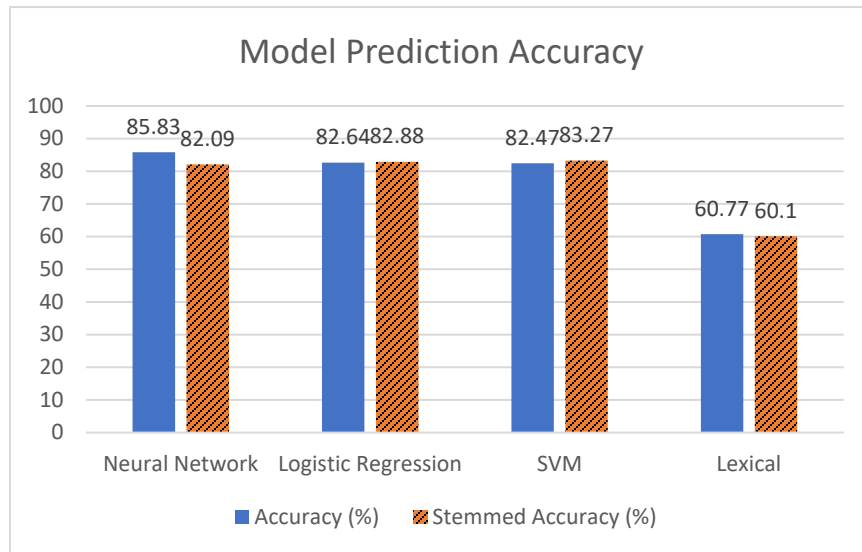 Model Prediction Accuracy
100
90
80
70
60
50
40
30
20
10
0
85.83 82.09 82.64 82.88 82.47 83.27 60.77 60.1
Neural Network Logistic Regression SVM Lexical
Accuracy (%) Stemmed Accuracy (%)